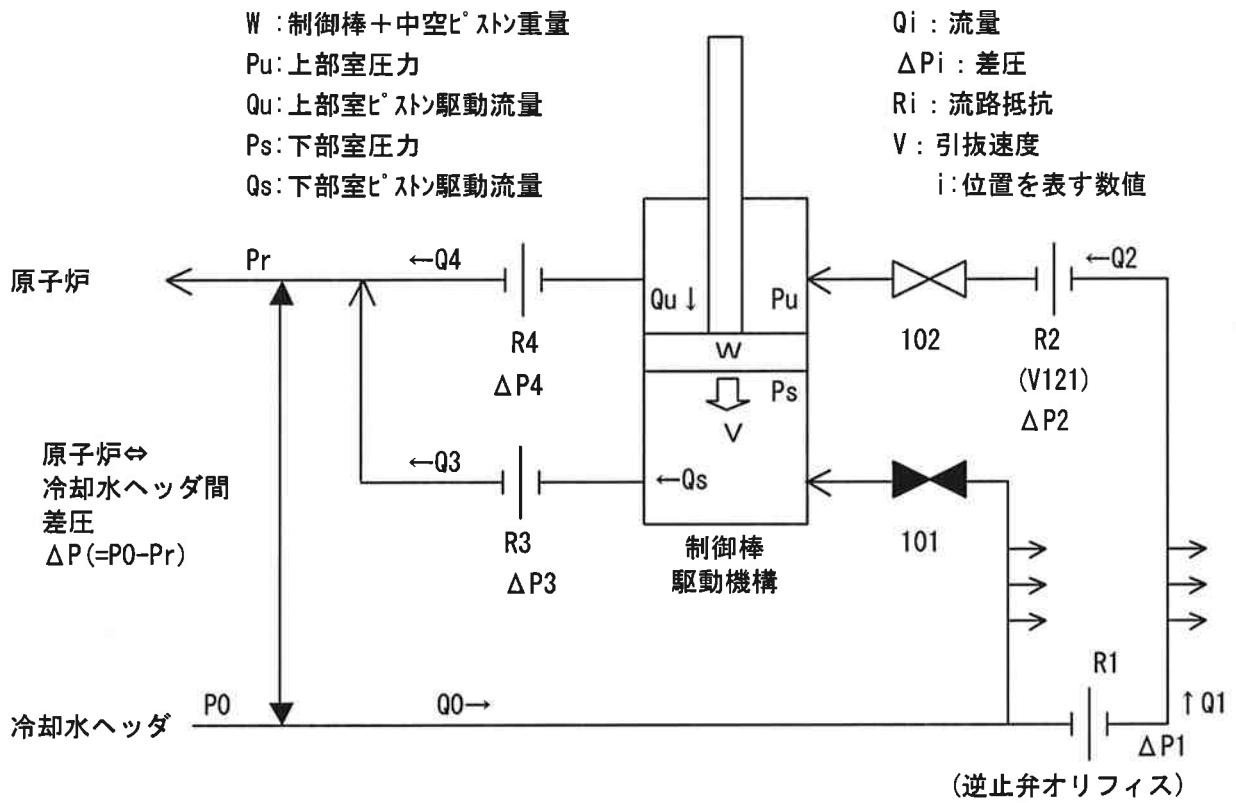 W ：制御棒＋中空ﾋﾟｽﾄﾝ重量
Pu：上部室圧力
Qu：上部室ﾋﾟｽﾄﾝ駆動流量
Ps：下部室圧力
Qs：下部室ﾋﾟｽﾄﾝ駆動流量
Qi：流量
ΔPi：差圧
Ri：流路抵抗
V：引抜速度
i：位置を表す数値
原子炉
Pr
←Q4
R4
ΔP4
Qu↓
Pu
W
Ps
V
102
←Q2
R2
(V121)
ΔP2
原子炉⇔
冷却水ヘッダ間
差圧
ΔP(=P0-Pr)
←Q3
R3
ΔP3
←Qs
制御棒
駆動機構
101
冷却水ヘッダ
P0
Q0→
R1
↑Q1
ΔP1
(逆止弁オリフィス)